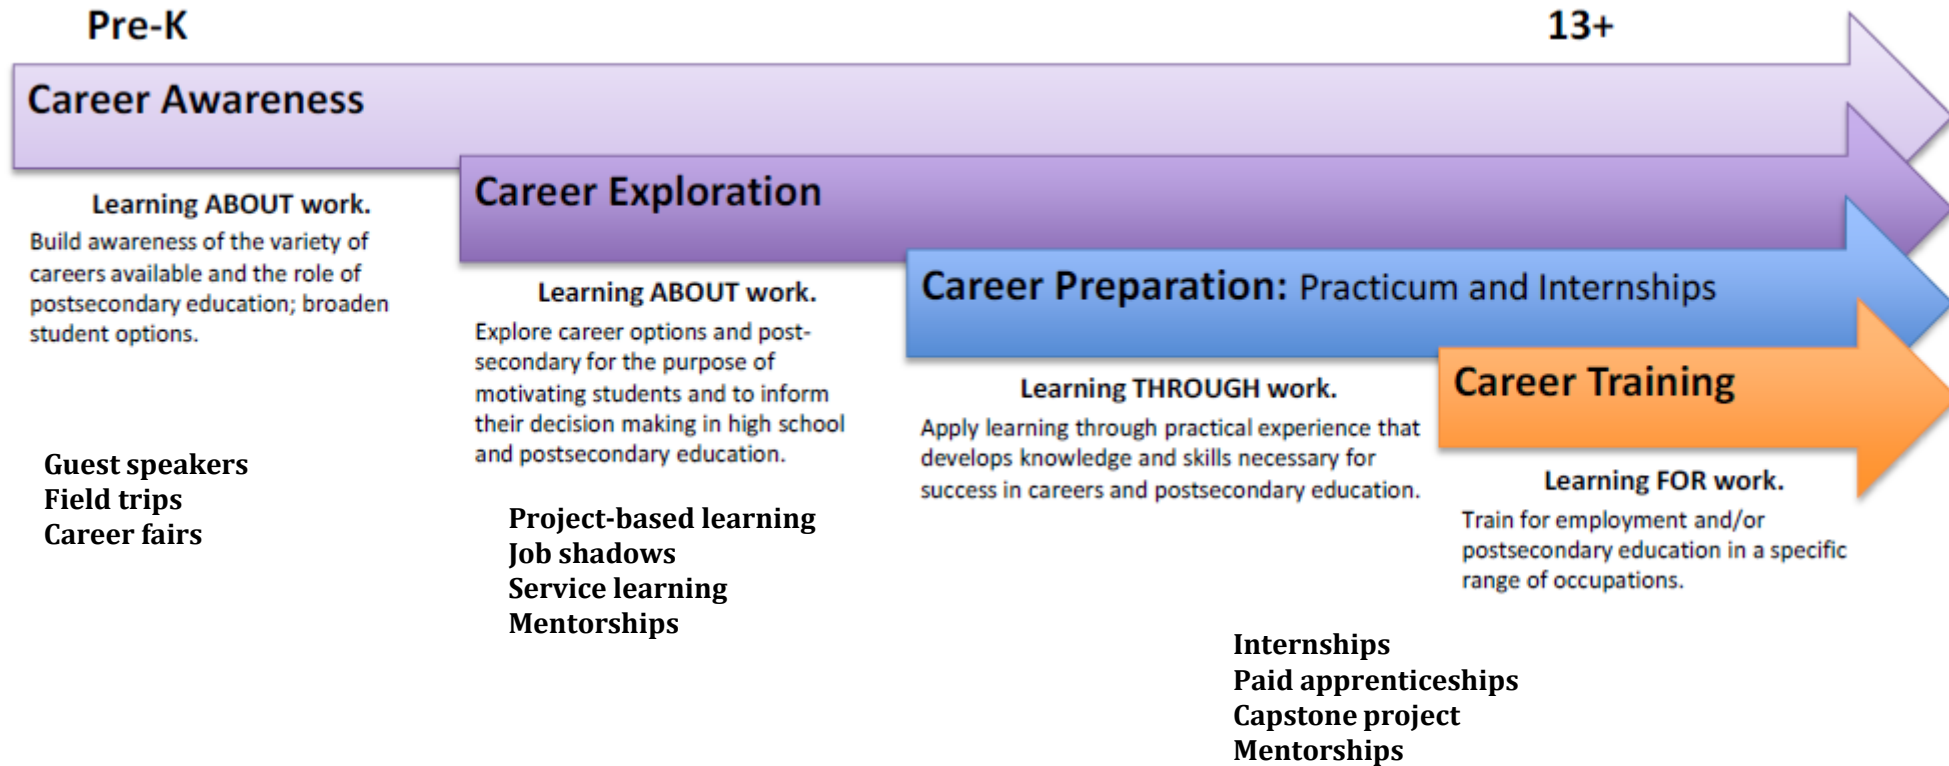 Pre-K
13+
Career Awareness
Learning ABOUT work.
Build awareness of the variety of
careers available and the role of
postsecondary education; broaden
student options.
Guest speakers
Field trips
Career fairs
Career Exploration
Learning ABOUT work.
Explore career options and post-
secondary for the purpose of
motivating students and to inform
their decision making in high school
and postsecondary education.
Project-based learning
Job shadows
Service learning
Mentorships
Career Preparation: Practicum and Internships
Learning THROUGH work.
Apply learning through practical experience that
develops knowledge and skills necessary for
success in careers and postsecondary education.
Career Training
Learning FOR work.
Train for employment and/or
postsecondary education in a specific
range of occupations.
Internships
Paid apprenticeships
Capstone project
Mentorships